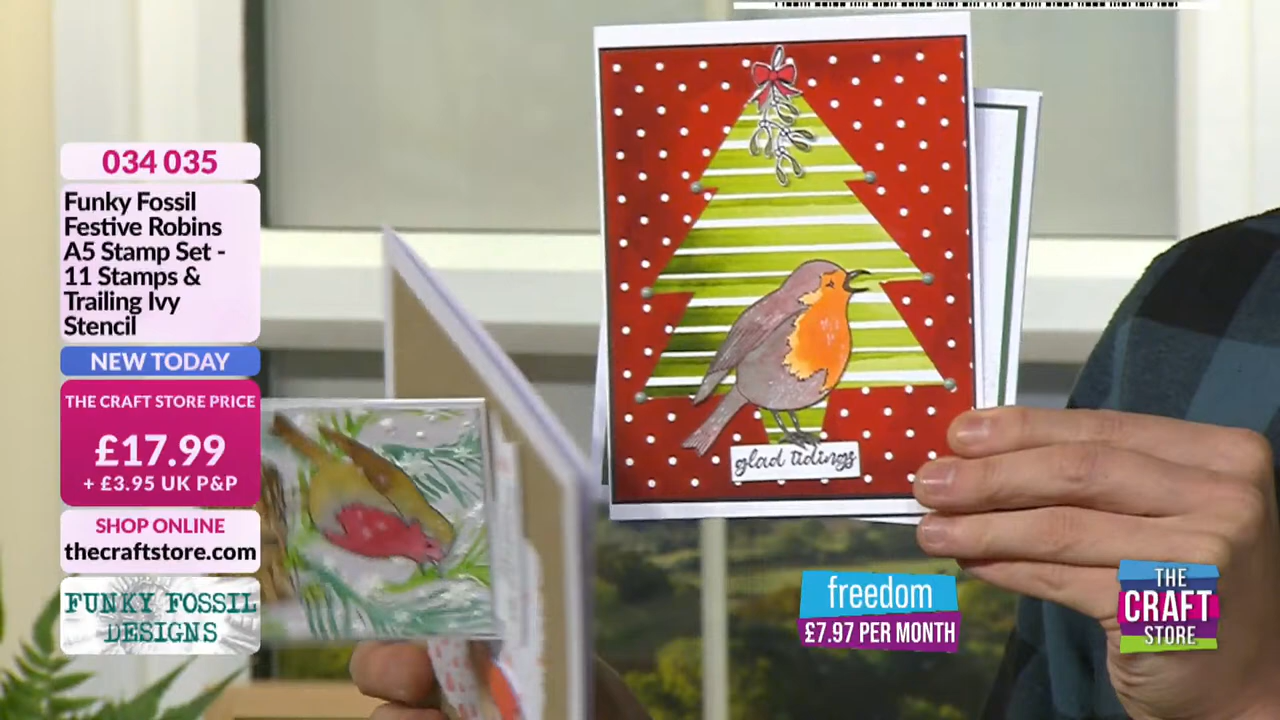 034 035
Funky Fossil
Festive Robins
A5 Stamp Set -
11 Stamps &
Trailing Ivy
Stencil
NEW TODAY
THE CRAFT STORE PRICE
£17.99
+ £3.95 UK P&P
SHOP ONLINE
thecraftstore.com
FUNKY FOSSIL
DESIGNS
glad tidings
freedom
£7.97 PER MONTH
THE
CRAFT
STORE